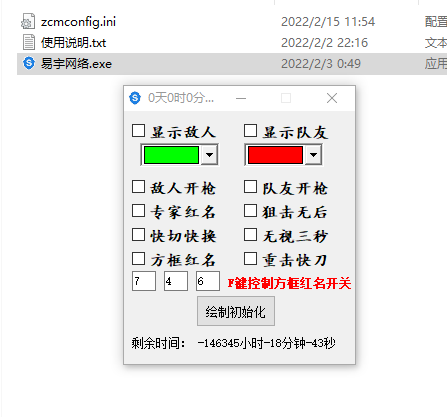 zcmconfig.ini 2022/2/15 11:54 配置
使用说明.txt 2022/2/2 22:16 文本
易宇网络.exe 2022/2/3 0:49 应用
0天0时0分...
显示敌人 显示队友
敌人开枪 队友开枪
专家红名 狙击无后
快切快换 无视三秒
方框红名 重击快刀
7 4 6 F键控制方框红名开关
绘制初始化
剩余时间: -146345小时-18分钟-43秒